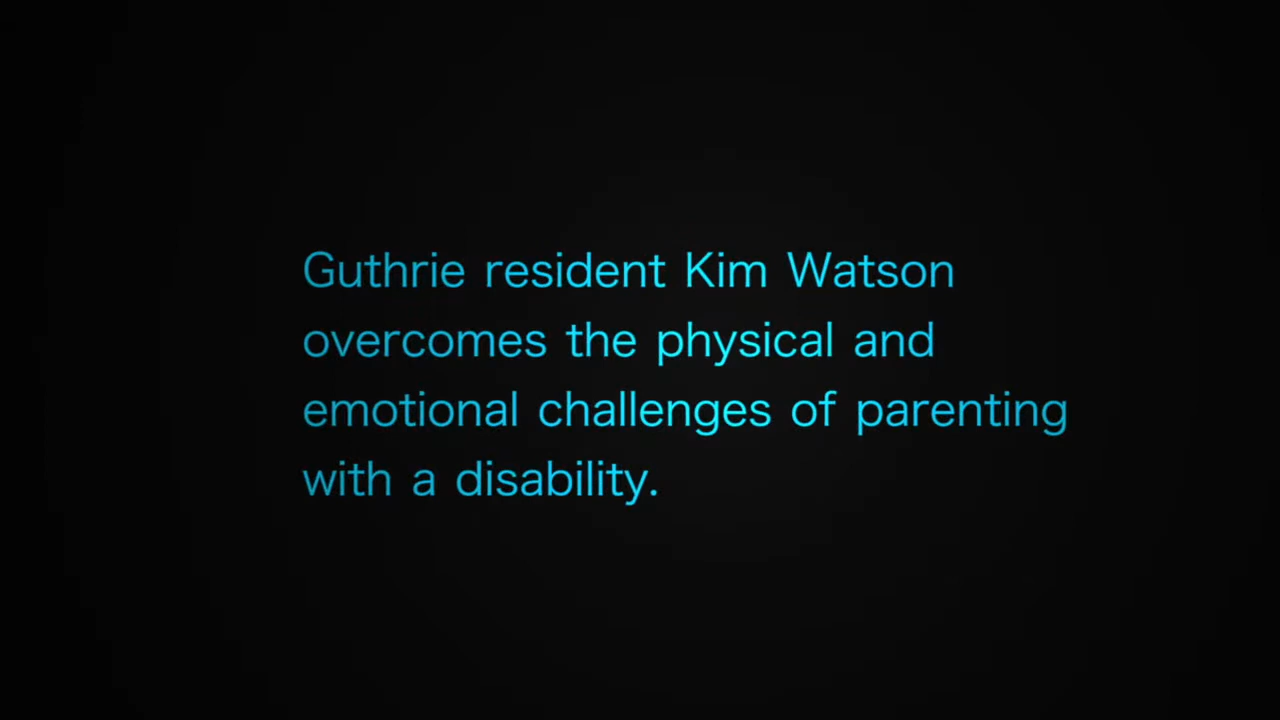 Guthrie resident Kim Watson
overcomes the physical and
emotional challenges of parenting
with a disability.